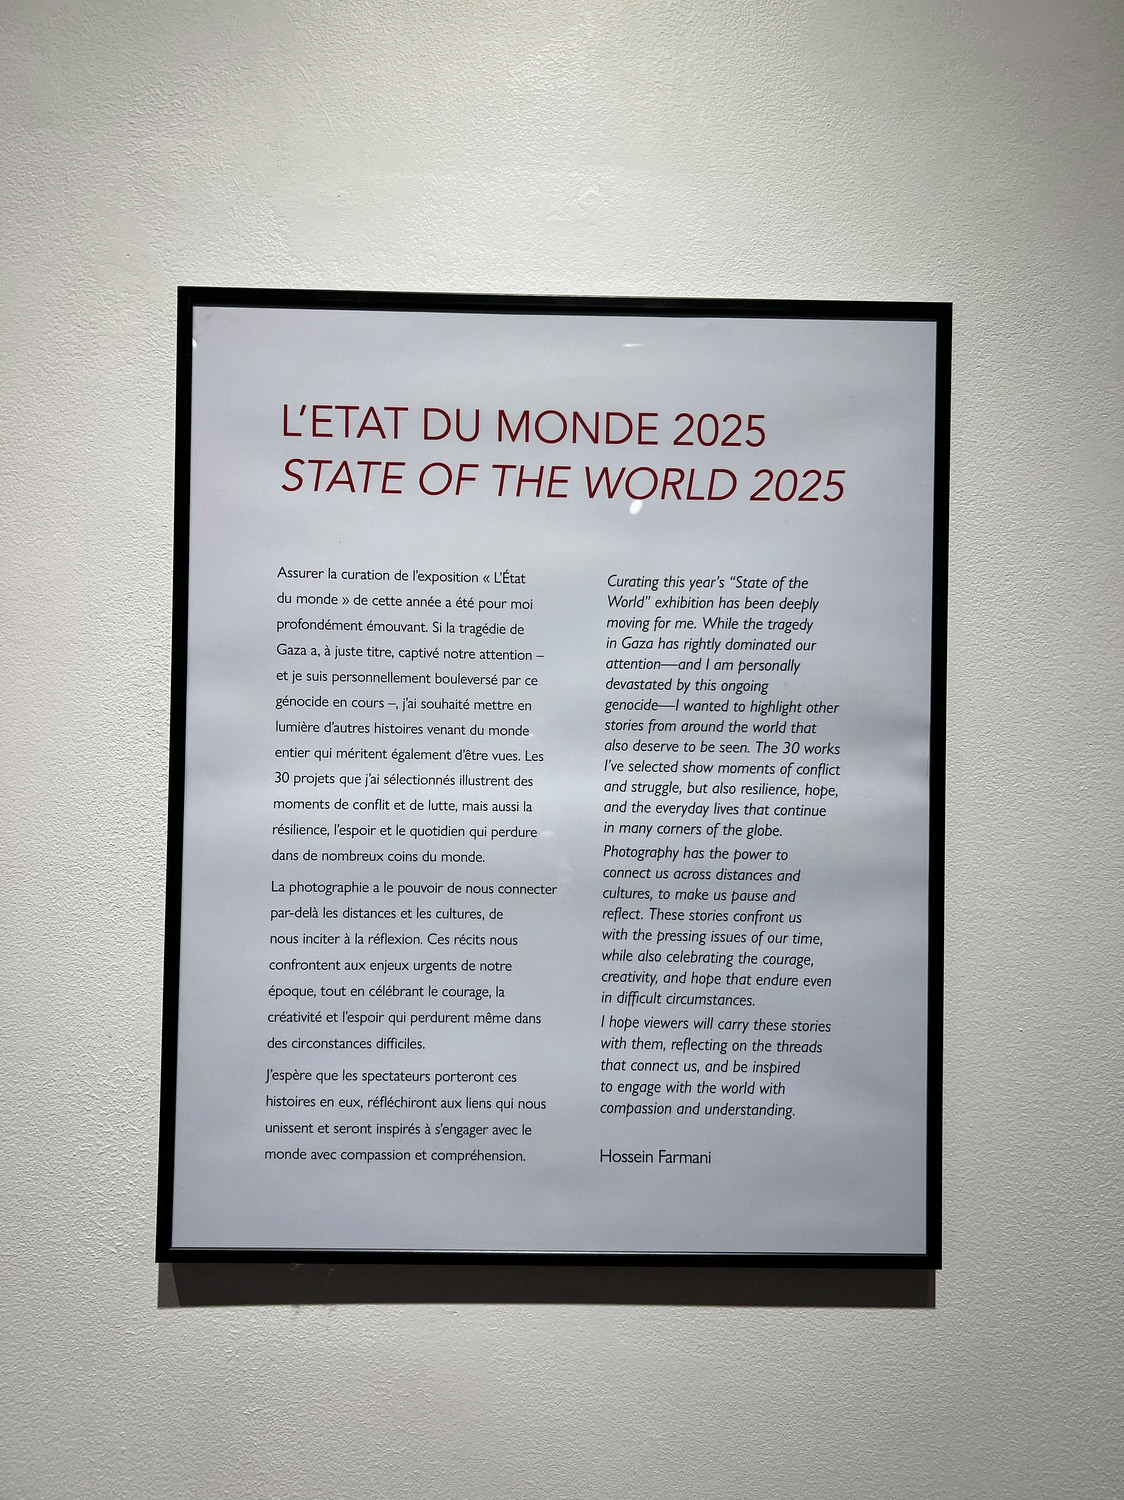 L'ETAT DU MONDE 2025
STATE OF THE WORLD 2025
Assurer la curation de l'exposition « L'État
du monde » de cette année a été pour moi
profondément émouvant. Si la tragédie de
Gaza a, à juste titre, captivé notre attention –
et je suis personnellement bouleversé par ce
génocide en cours –, j'ai souhaité mettre en
lumière d'autres histoires venant du monde
entier qui méritent également d'être vues. Les
30 projets que j'ai sélectionnés illustrent des
moments de conflit et de lutte, mais aussi la
résilience, l'espoir et le quotidien qui perdure
dans de nombreux coins du monde.
La photographie a le pouvoir de nous connecter
par-delà les distances et les cultures, de
nous inciter à la réflexion. Ces récits nous
confrontent aux enjeux urgents de notre
époque, tout en célébrant le courage, la
créativité et l'espoir qui perdurent même dans
des circonstances difficiles.
J'espère que les spectateurs porteront ces
histoires en eux, réfléchiront aux liens qui nous
unissent et seront inspirés à s'engager avec le
monde avec compassion et compréhension.
Curating this year's “State of the
World” exhibition has been deeply
moving for me. While the tragedy
in Gaza has rightly dominated our
attention—and I am personally
devastated by this ongoing
genocide—I wanted to highlight other
stories from around the world that
also deserve to be seen. The 30 works
I've selected show moments of conflict
and struggle, but also resilience, hope,
and the everyday lives that continue
in many corners of the globe.
Photography has the power to
connect us across distances and
cultures, to make us pause and
reflect. These stories confront us
with the pressing issues of our time,
while also celebrating the courage,
creativity, and hope that endure even
in difficult circumstances.
I hope viewers will carry these stories
with them, reflecting on the threads
that connect us, and be inspired
to engage with the world with
compassion and understanding.
Hossein Farmani